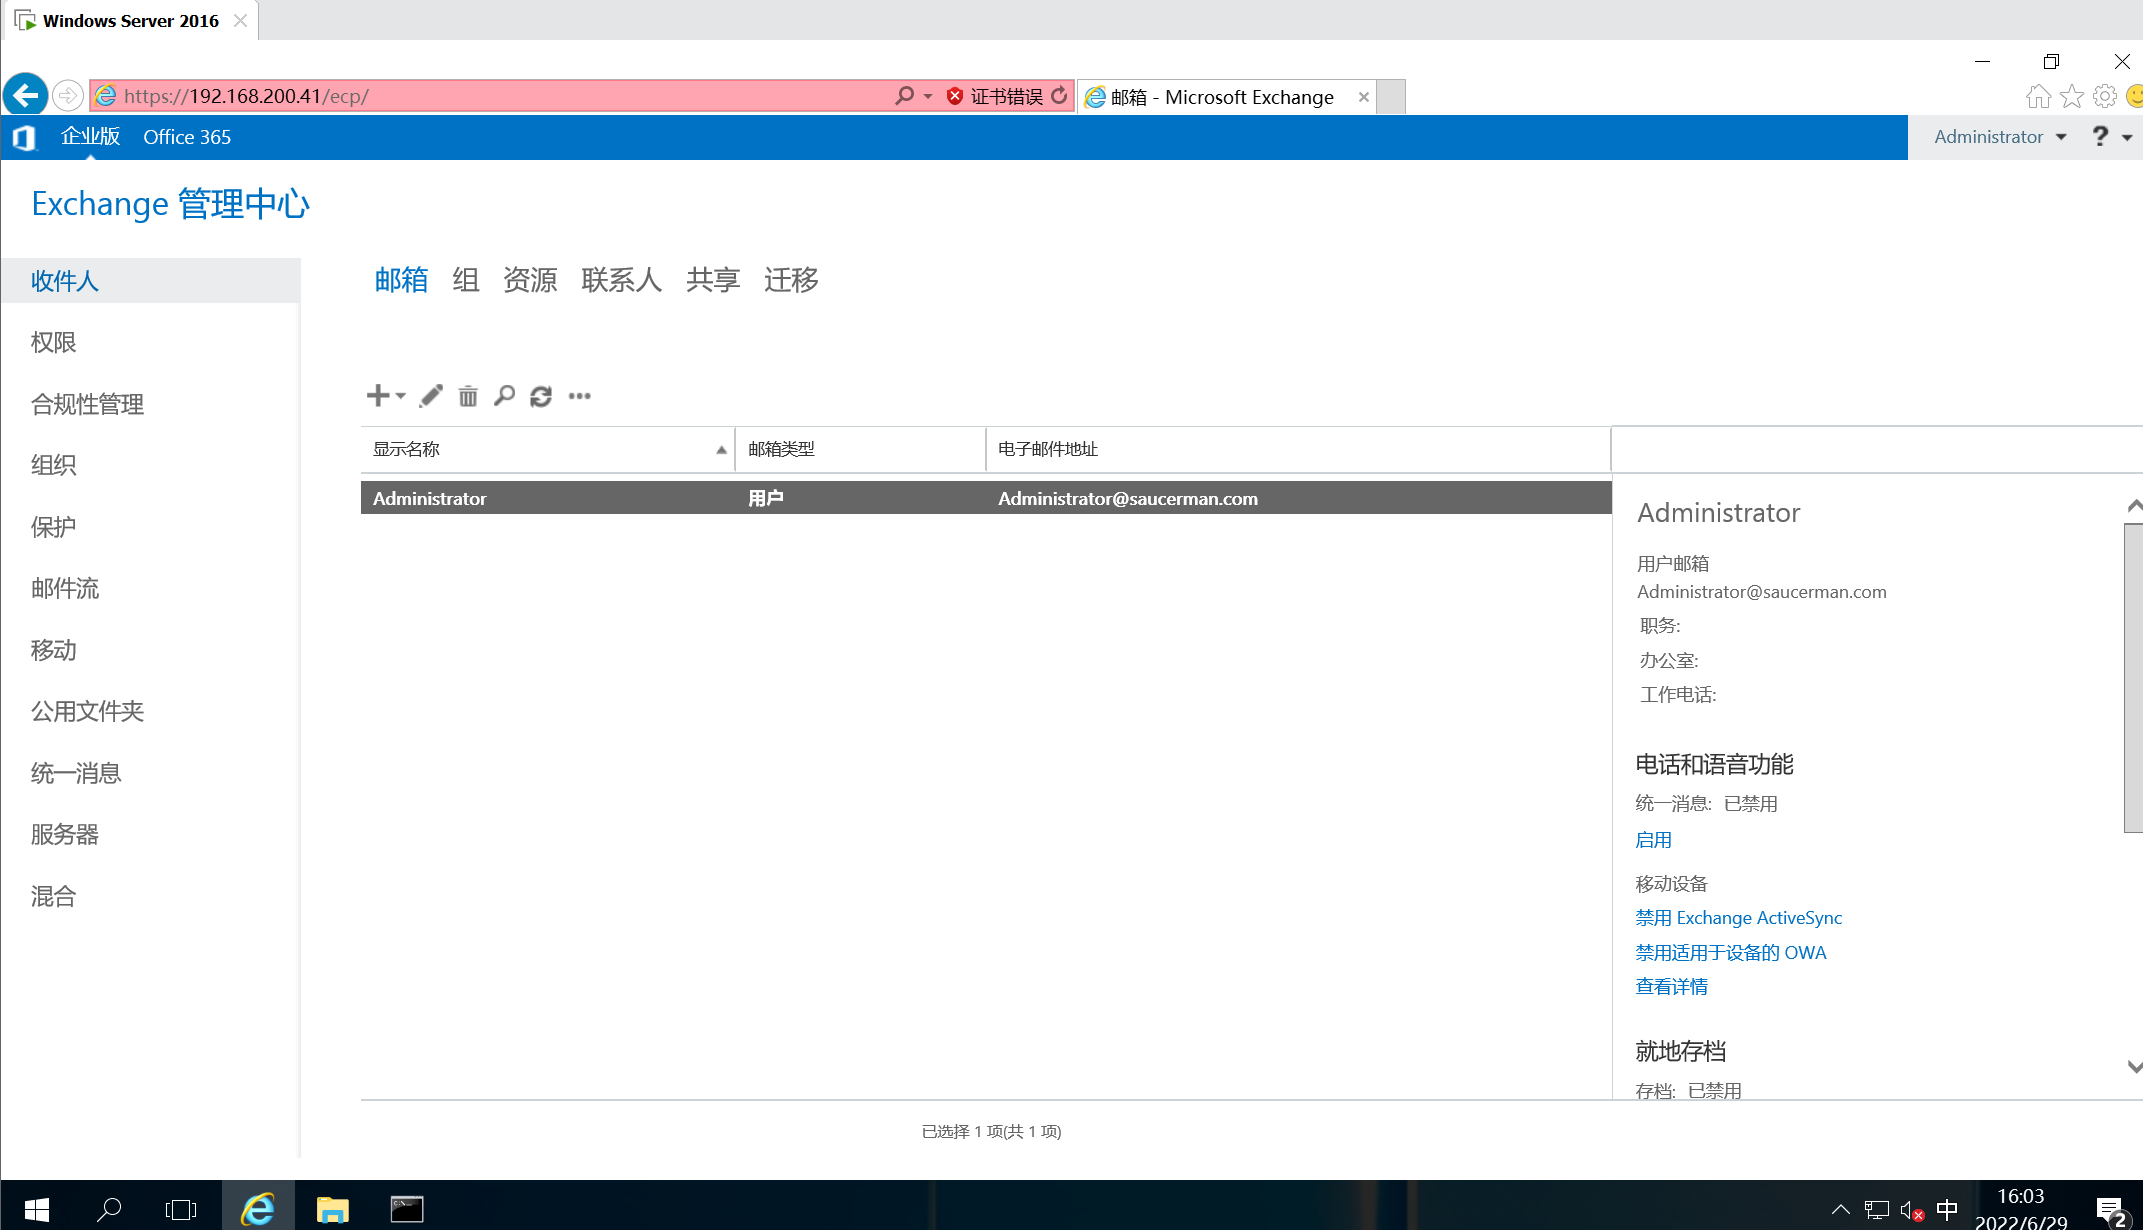 Windows Server 2016
https://192.168.200.41/ecp/
证书错误
邮箱 - Microsoft Exchange
企业版
Office 365
Administrator
?
Exchange 管理中心
收件人
权限
合规性管理
组织
保护
邮件流
移动
公用文件夹
统一消息
服务器
混合
邮箱 组 资源 联系人 共享 迁移
显示名称 邮箱类型 电子邮件地址
Administrator 用户 Administrator@saucerman.com
Administrator
用户邮箱
Administrator@saucerman.com
职务:
办公室:
工作电话:
电话和语音功能
统一消息: 已禁用
启用
移动设备
禁用 Exchange ActiveSync
禁用适用于设备的 OWA
查看详情
就地存档
存档: 已禁用
已选择 1 项(共 1 项)
中
16:03
2022/6/29
2